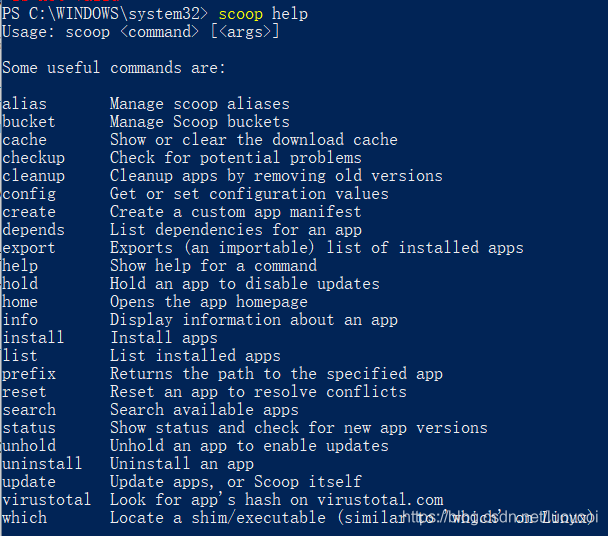 PS C:\WINDOWS\system32> scoop help
Usage: scoop <command> [<args>]
Some useful commands are:
alias Manage scoop aliases
bucket Manage Scoop buckets
cache Show or clear the download cache
checkup Check for potential problems
cleanup Cleanup apps by removing old versions
config Get or set configuration values
create Create a custom app manifest
depends List dependencies for an app
export Exports (an importable) list of installed apps
help Show help for a command
hold Hold an app to disable updates
home Opens the app homepage
info Display information about an app
install Install apps
list List installed apps
prefix Returns the path to the specified app
reset Reset an app to resolve conflicts
search Search available apps
status Show status and check for new app versions
unhold Unhold an app to enable updates
uninstall Uninstall an app
update Update apps, or Scoop itself
virustotal Look for app's hash on virustotal.com
which Locate a shim/executable (similar to 'which' on Linux)